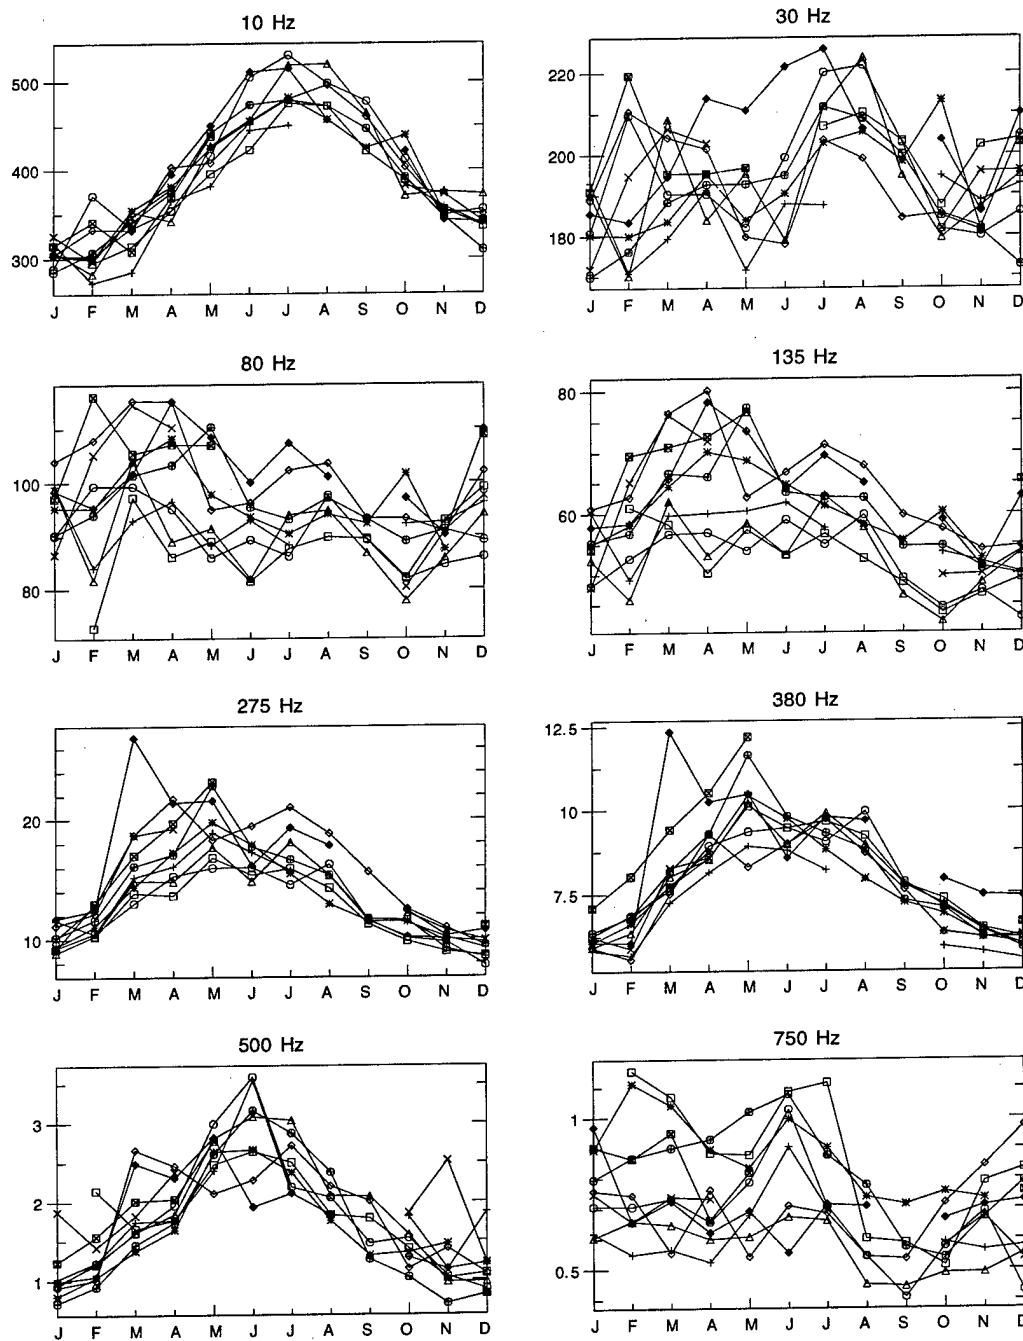 10 Hz
500
400
300
J F M A M J J A S O N D
30 Hz
220
200
180
J F M A M J J A S O N D
80 Hz
100
80
J F M A M J J A S O N D
135 Hz
80
60
J F M A M J J A S O N D
275 Hz
20
10
J F M A M J J A S O N D
380 Hz
12.5
10
7.5
J F M A M J J A S O N D
500 Hz
3
2
1
J F M A M J J A S O N D
750 Hz
1
0.5
J F M A M J J A S O N D